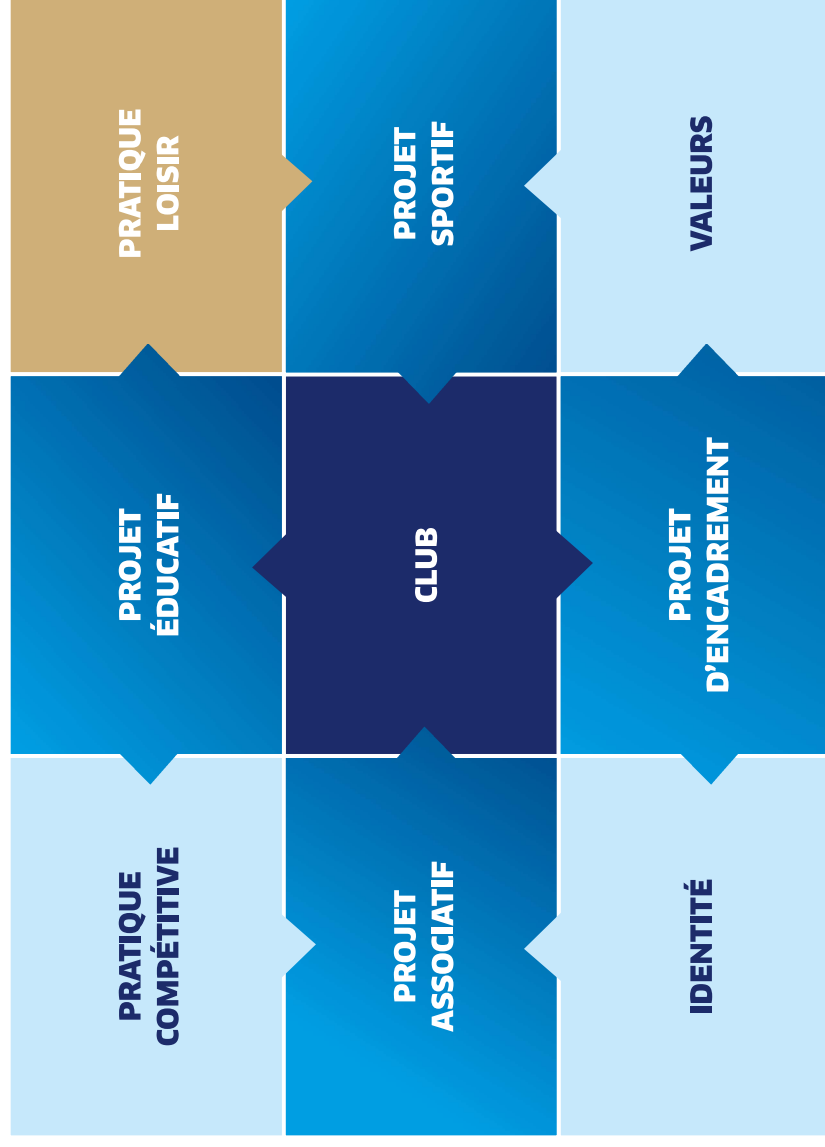 PRATIQUE
COMPÉTITIVE
PROJET
ÉDUCATIF
PRATIQUE
LOISIR
PROJET
ASSOCIATIF
CLUB
PROJET
SPORTIF
IDENTITÉ
PROJET
D’ENCADREMENT
VALEURS